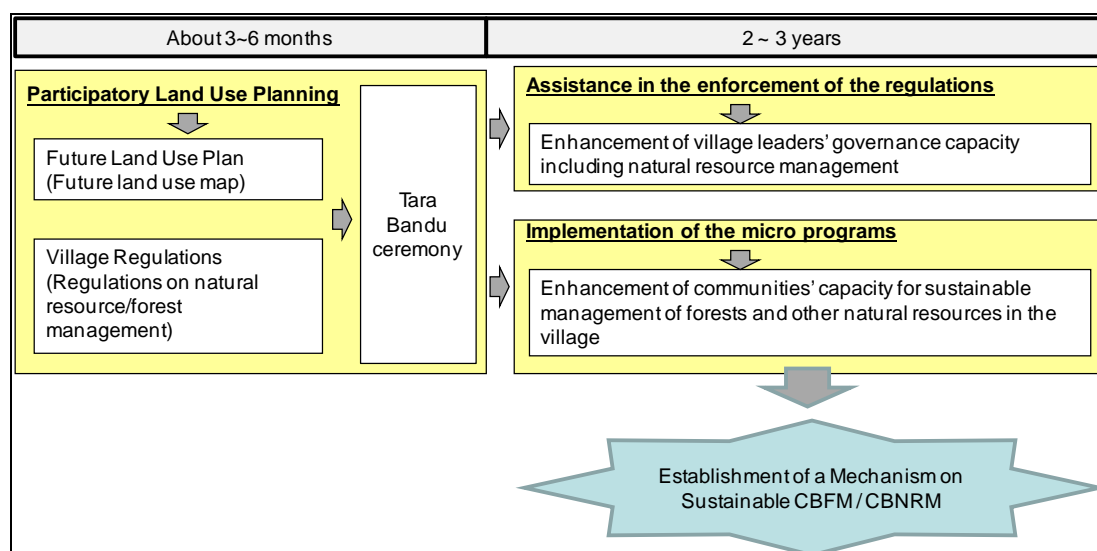 About 3~6 months
2 ~ 3 years
Participatory Land Use Planning
Future Land Use Plan
(Future land use map)
Village Regulations
(Regulations on natural
resource/forest
management)
Tara
Bandu
ceremony
Assistance in the enforcement of the regulations
Enhancement of village leaders' governance capacity
including natural resource management
Implementation of the micro programs
Enhancement of communities' capacity for sustainable
management of forests and other natural resources in the
village
Establishment of a Mechanism on
Sustainable CBFM / CBNRM